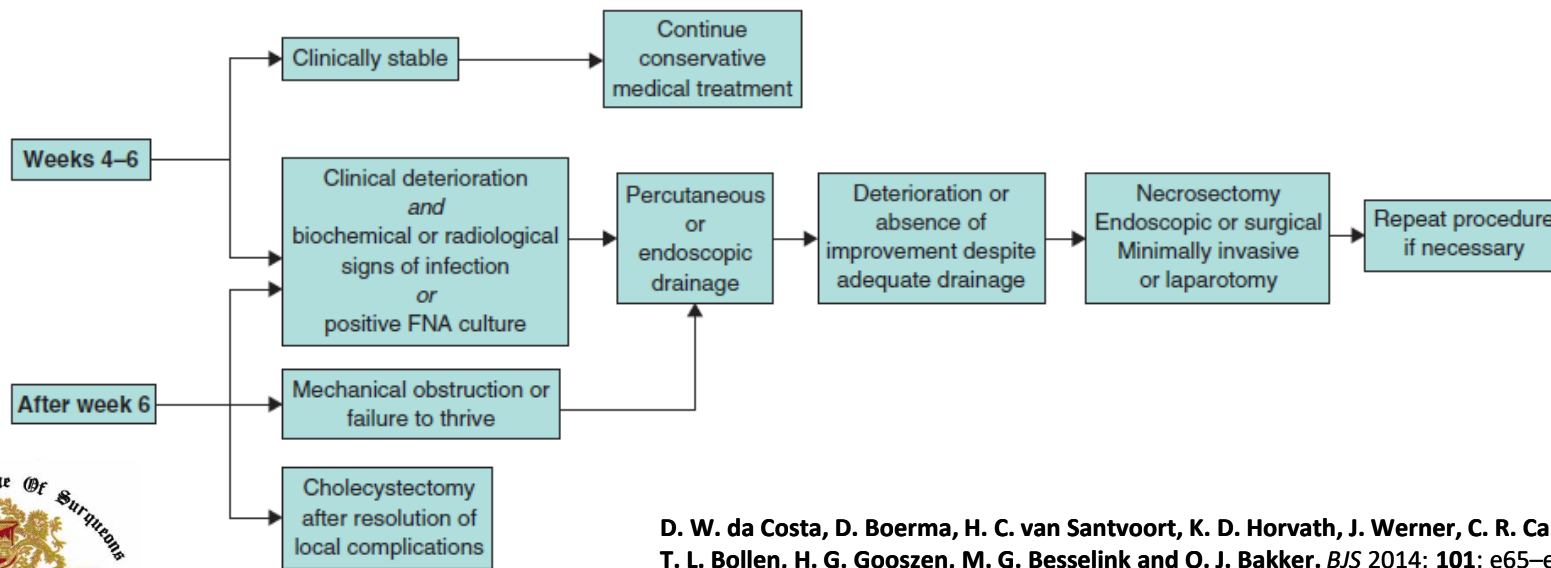 Clinically stable
Continue
conservative
medical treatment
Weeks 4–6
Clinical deterioration
and
biochemical or radiological
signs of infection
or
positive FNA culture
Percutaneous
or
endoscopic
drainage
Deterioration or
absence of
improvement despite
adequate drainage
Necrosectomy
Endoscopic or surgical
Minimally invasive
or laparotomy
Repeat procedure
if necessary
After week 6
Mechanical obstruction or
failure to thrive
Cholecystectomy
after resolution of
local complications
Of Surgueons
D. W. da Costa, D. Boerma, H. C. van Santvoort, K. D. Horvath, J. Werner, C. R. Ca
T. L. Bollen, H. G. Gooszen, M. G. Besselink and O. J. Bakker. BJS 2014; 101: e65–e